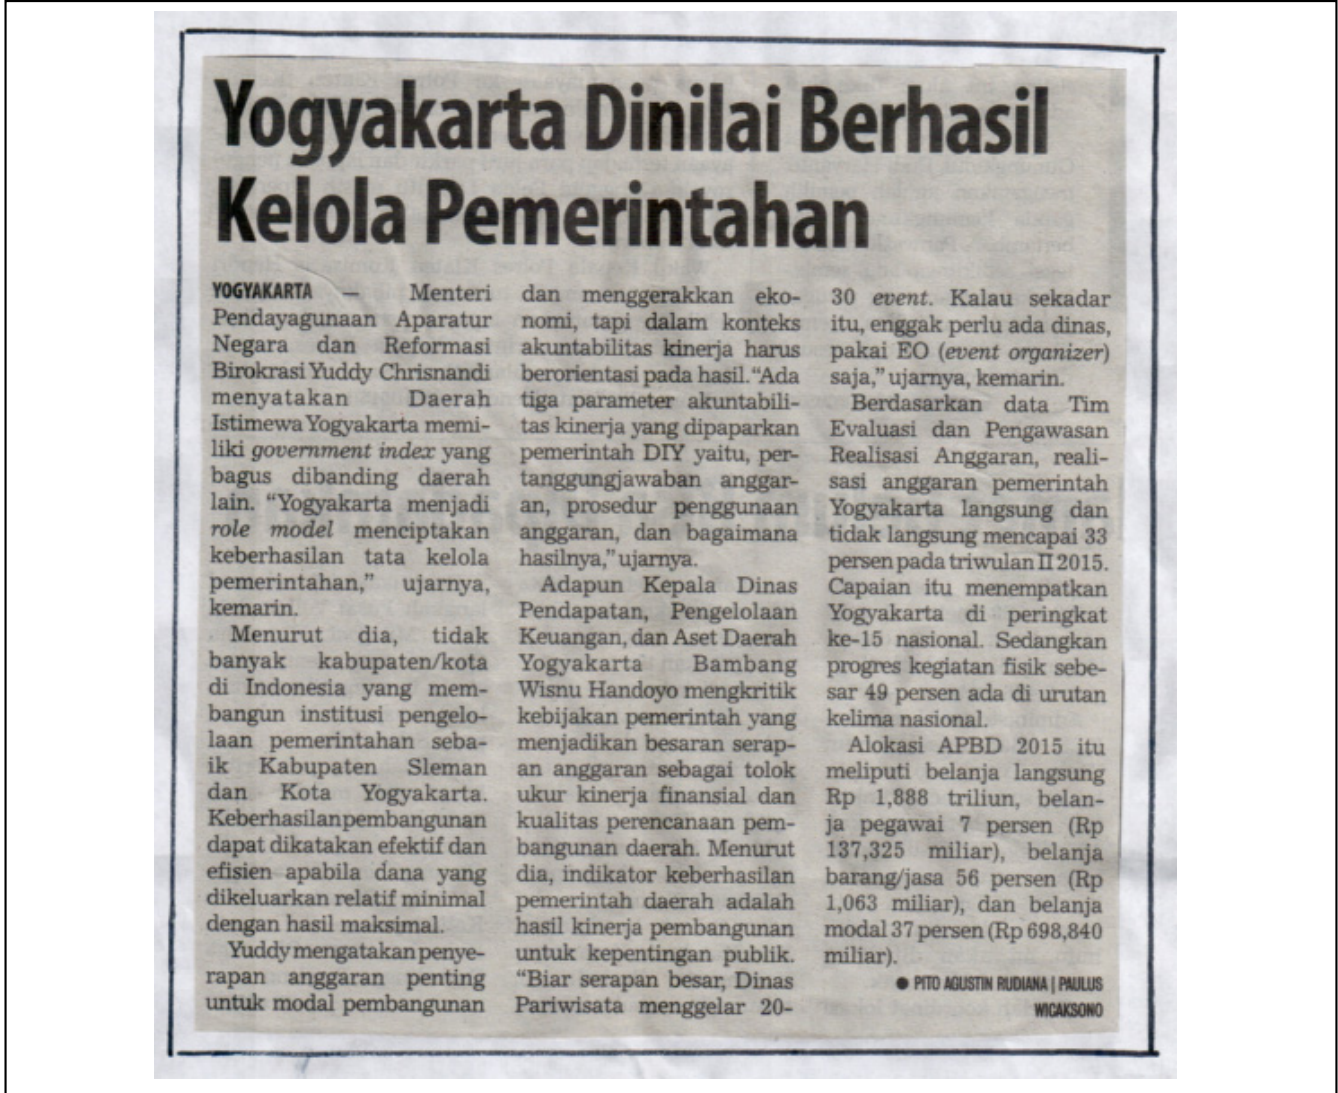 Yogyakarta Dinilai Berhasil
Kelola Pemerintahan
YOGYAKARTA — Menteri
Pendayagunaan Aparatur
Negara dan Reformasi
Birokrasi Yuddy Chrisnandi
menyatakan Daerah
Istimewa Yogyakarta memi-
liki government index yang
bagus dibanding daerah
lain. “Yogyakarta menjadi
role model menciptakan
keberhasilan tata kelola
pemerintahan,” ujarnya,
kemarin.
Menurut dia, tidak
banyak kabupaten/kota
di Indonesia yang mem-
bangun institusi pengelo-
laan pemerintahan seba-
ik Kabupaten Sleman
dan Kota Yogyakarta.
Keberhasilan pembangunan
dapat dikatakan efektif dan
efisien apabila dana yang
dikeluarkan relatif minimal
dengan hasil maksimal.
Yuddy mengatakan penye-
rapan anggaran penting
untuk modal pembangunan
dan menggerakkan eko-
nomi, tapi dalam konteks
akuntabilitas kinerja harus
berorientasi pada hasil. “Ada
tiga parameter akuntabili-
tas kinerja yang dipaparkan
pemerintah DIY yaitu, per-
tanggungjawaban anggar-
an, prosedur penggunaan
anggaran, dan bagaimana
hasilnya,” ujarnya.
Adapun Kepala Dinas
Pendapatan, Pengelolaan
Keuangan, dan Aset Daerah
Yogyakarta Bambang
Wisnu Handoyo mengkritik
kebijakan pemerintah yang
menjadikan besaran serap-
an anggaran sebagai tolok
ukur kinerja finansial dan
kualitas perencanaan pem-
bangunan daerah. Menurut
dia, indikator keberhasilan
pemerintah daerah adalah
hasil kinerja pembangunan
untuk kepentingan publik.
“Biar serapan besar, Dinas
Pariwisata menggelar 20-
30 event. Kalau sekadar
itu, enggak perlu ada dinas,
pakai EO (event organizer)
saja,” ujarnya, kemarin.
Berdasarkan data Tim
Evaluasi dan Pengawasan
Realisasi Anggaran, reali-
sasi anggaran pemerintah
Yogyakarta langsung dan
tidak langsung mencapai 33
persen pada triwulan II 2015.
Capaian itu menempatkan
Yogyakarta di peringkat
ke-15 nasional. Sedangkan
progres kegiatan fisik sebe-
sar 49 persen ada di urutan
kelima nasional.
Alokasi APBD 2015 itu
meliputi belanja langsung
Rp 1,888 triliun, belan-
ja pegawai 7 persen (Rp
137,325 miliar), belanja
barang/jasa 56 persen (Rp
1,063 miliar), dan belanja
modal 37 persen (Rp 698,840
miliar).
● PITO AGUSTIN RUDIANA | PAULUS
WICAKSONO